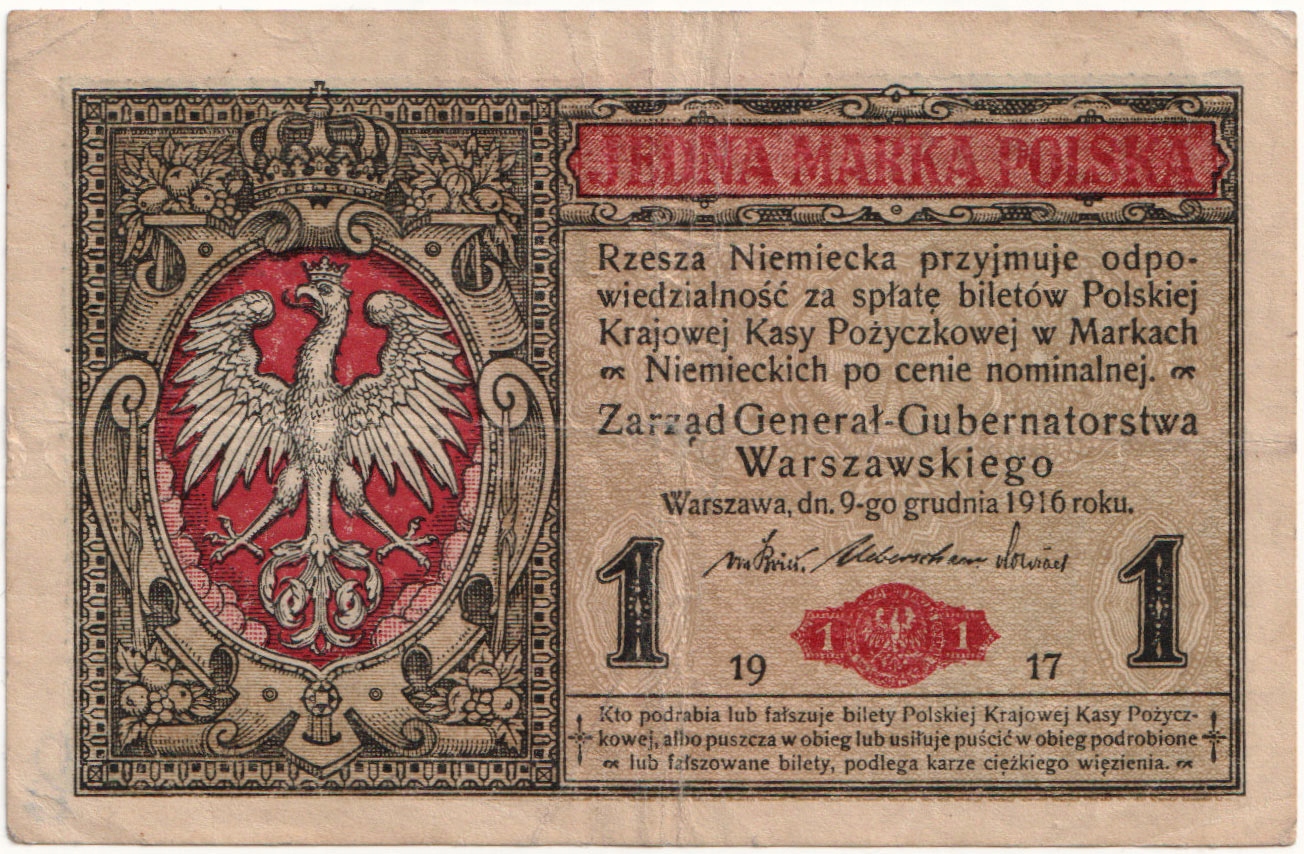 JEDNA MARKA POLSKA
Rzesza Niemiecka przyjmuje odpo-
wiedzialność za spłatę biletów Polskiej
Krajowej Kasy Pożyczkowej w Markach
Niemieckich po cenie nominalnej.
Zarząd Generał-Gubernatorstwa
Warszawskiego
Warszawa, dn. 9-go grudnia 1916 roku.
1 1
1 1
19 17
Kto podrabia lub fałszuje bilety Polskiej Krajowej Kasy Pożycz-
kowej, albo puszcza w obieg lub usiłuje puścić w obieg podrobione
lub fałszowane bilety, podlega karze ciężkiego więzienia.